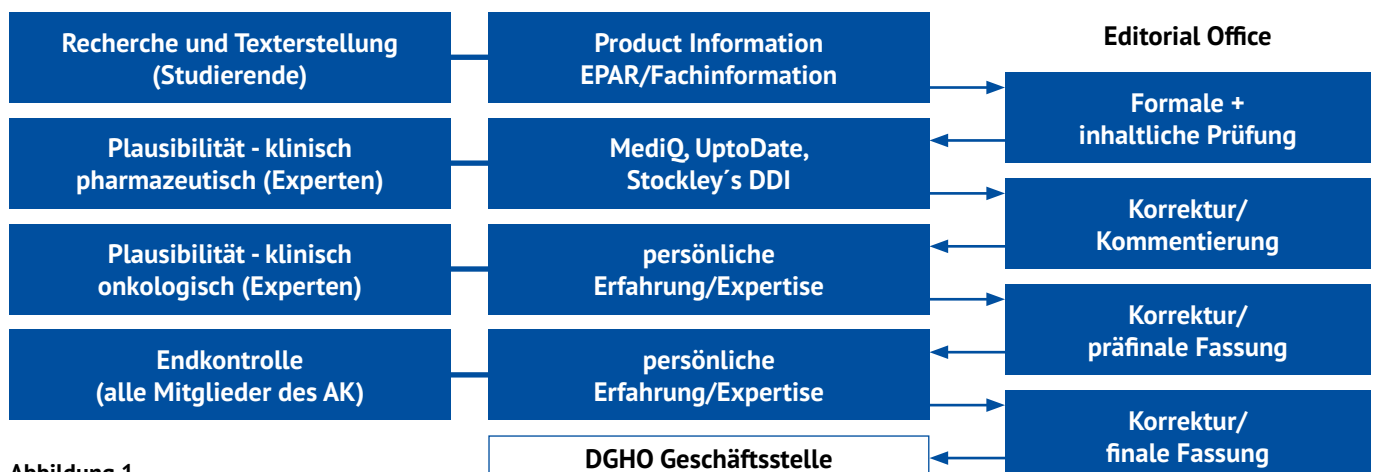 Recherche und Texterstellung
(Studierende)
Product Information
EPAR/Fachinformation
Editorial Office
Formale +
inhaltliche Prüfung
Plausibilität - klinisch
pharmazeutisch (Experten)
MediQ, UptoDate,
Stockley´s DDI
Korrektur/
Kommentierung
Plausibilität - klinisch
onkologisch (Experten)
persönliche
Erfahrung/Expertise
Korrektur/
präfinale Fassung
Endkontrolle
(alle Mitglieder des AK)
persönliche
Erfahrung/Expertise
Korrektur/
finale Fassung
DGHO Geschäftsstelle
Abbildung 1